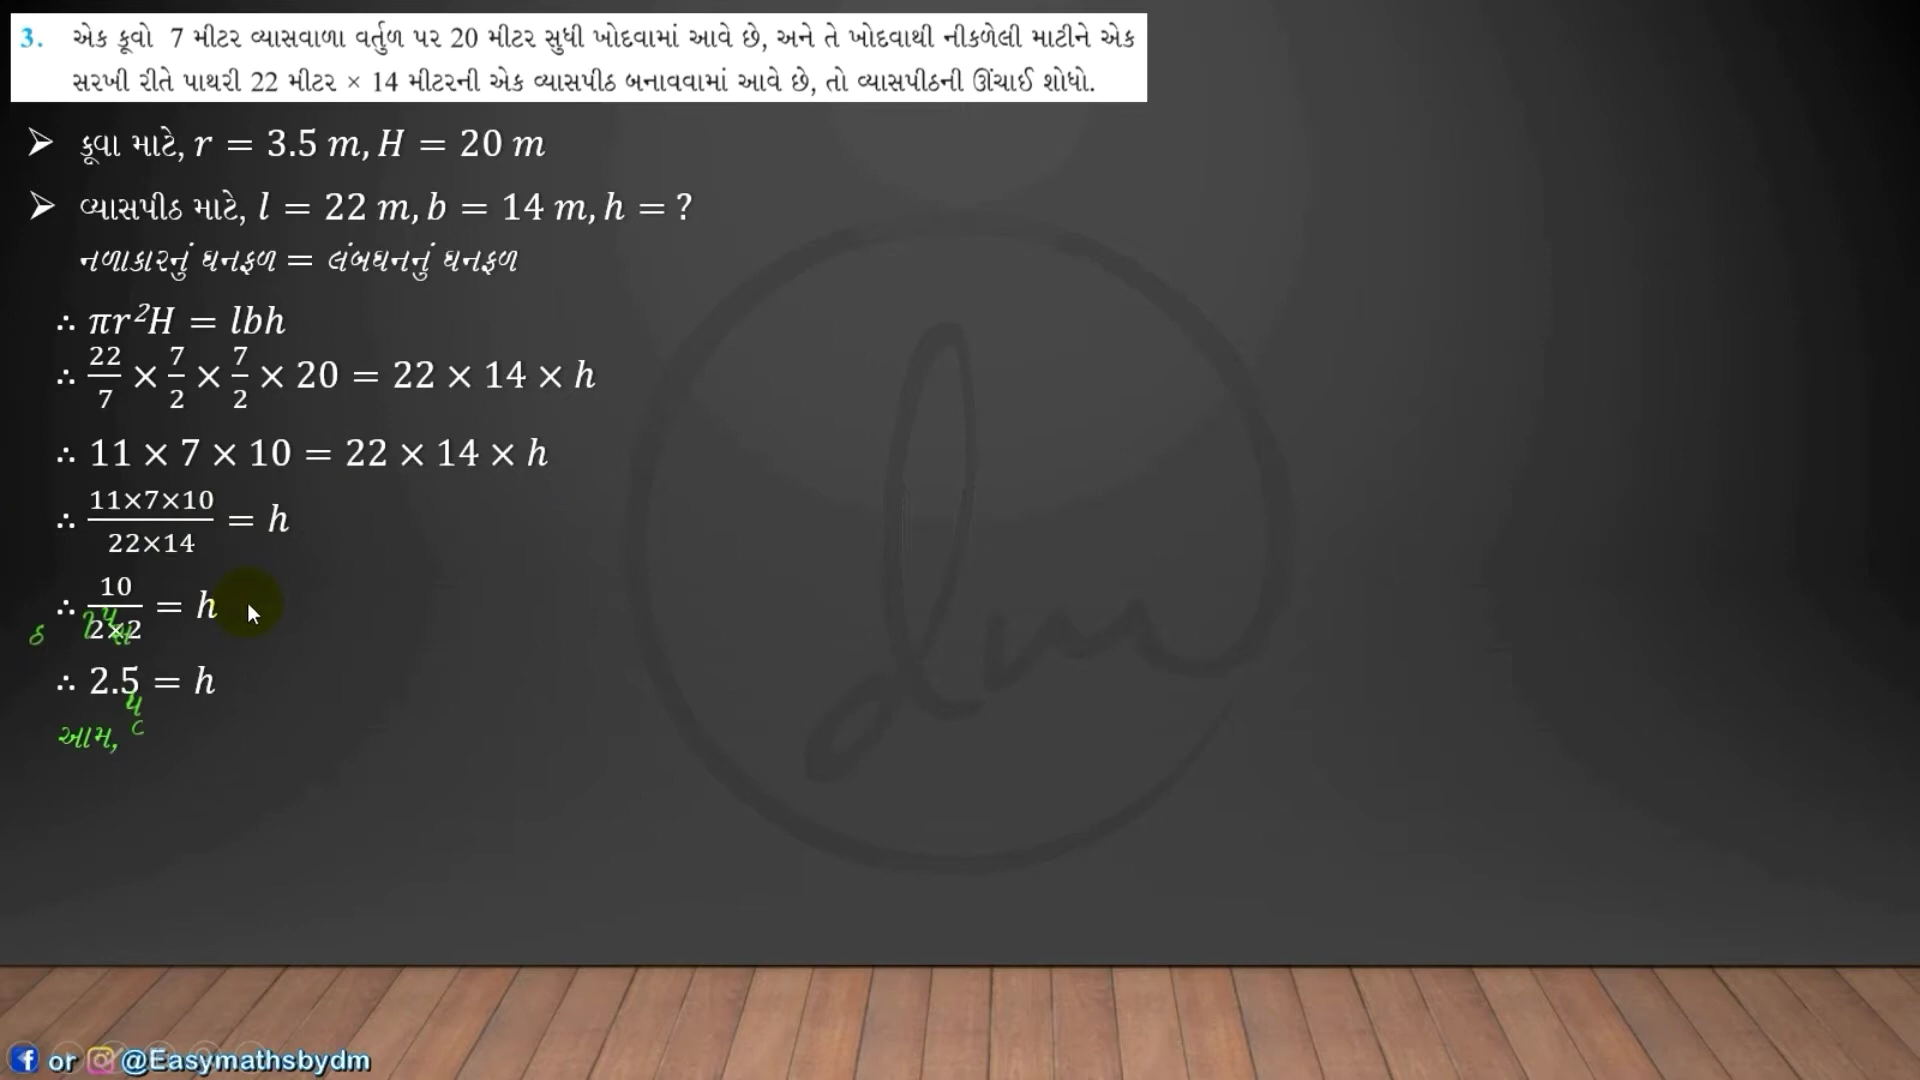 3. એક કૂવો 7 મીટર વ્યાસવાળા વર્તુળ પર 20 મીટર સુધી ખોદવામાં આવે છે, અને તે ખોદવાથી નીકળેલી માટીને એક
સરખી રીતે પાથરી 22 મીટર × 14 મીટરની એક વ્યાસપીઠ બનાવવામાં આવે છે, તો વ્યાસપીઠની ઊંચાઈ શોધો.
➢ કૂવા માટે, r = 3.5 m, H = 20 m
➢ વ્યાસપીઠ માટે, l = 22 m, b = 14 m, h = ?
નળાકારનું ઘનફળ = લંબઘનનું ઘનફળ
∴ πr²H = lbh
∴ 22/7 × 7/2 × 7/2 × 20 = 22 × 14 × h
∴ 11 × 7 × 10 = 22 × 14 × h
∴ 11×7×10/22×14 = h
∴ 10/2×2 = h
∴ 2.5 = h
આમ,
f or @Easymathsbydm
dm